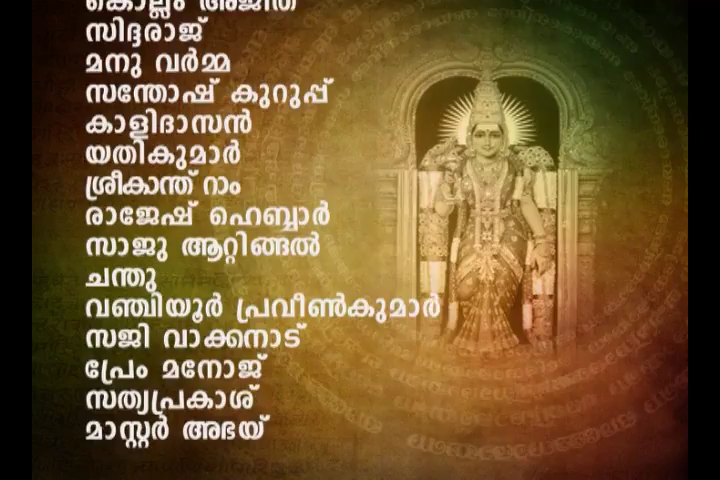 കൊല്ലം അജിത്
സിദ്ദരാജ്
മനു വർമ്മ
സന്തോഷ് കുറുപ്പ്
കാളിദാസൻ
യതികുമാർ
ശ്രീകാന്ത് റാം
രാജേഷ് ഹെബ്ബാർ
സാജു ആറ്റിങ്ങൽ
ചന്തു
വഞ്ചിയൂർ പ്രവീൺകുമാർ
സജി വാക്കനാട്
പ്രേം മനോജ്
സത്യപ്രകാശ്
മാസ്റ്റർ അഭയ്